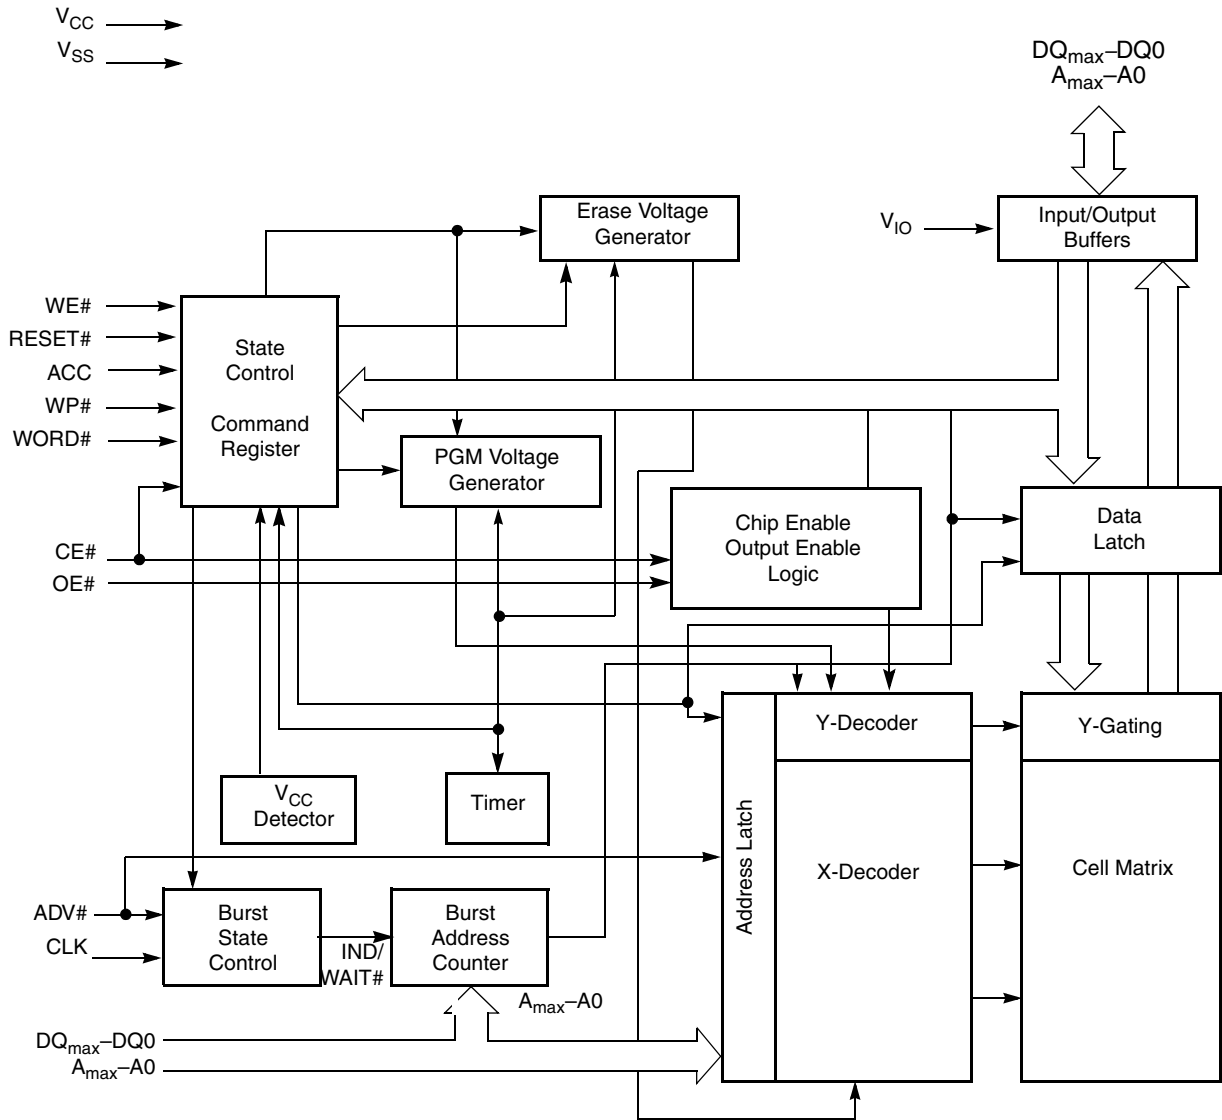 VCC
VSS
DQmax–DQ0
Amax–A0
Erase Voltage
Generator
VIO
Input/Output
Buffers
WE#
RESET#
ACC
WP#
WORD#
State
Control
Command
Register
PGM Voltage
Generator
Chip Enable
Output Enable
Logic
Data
Latch
CE#
OE#
Y-Decoder
Y-Gating
VCC
Detector
Timer
Address Latch
X-Decoder
Cell Matrix
ADV#
CLK
Burst
State
Control
IND/
WAIT#
Burst
Address
Counter
Amax–A0
DQmax–DQ0
Amax–A0